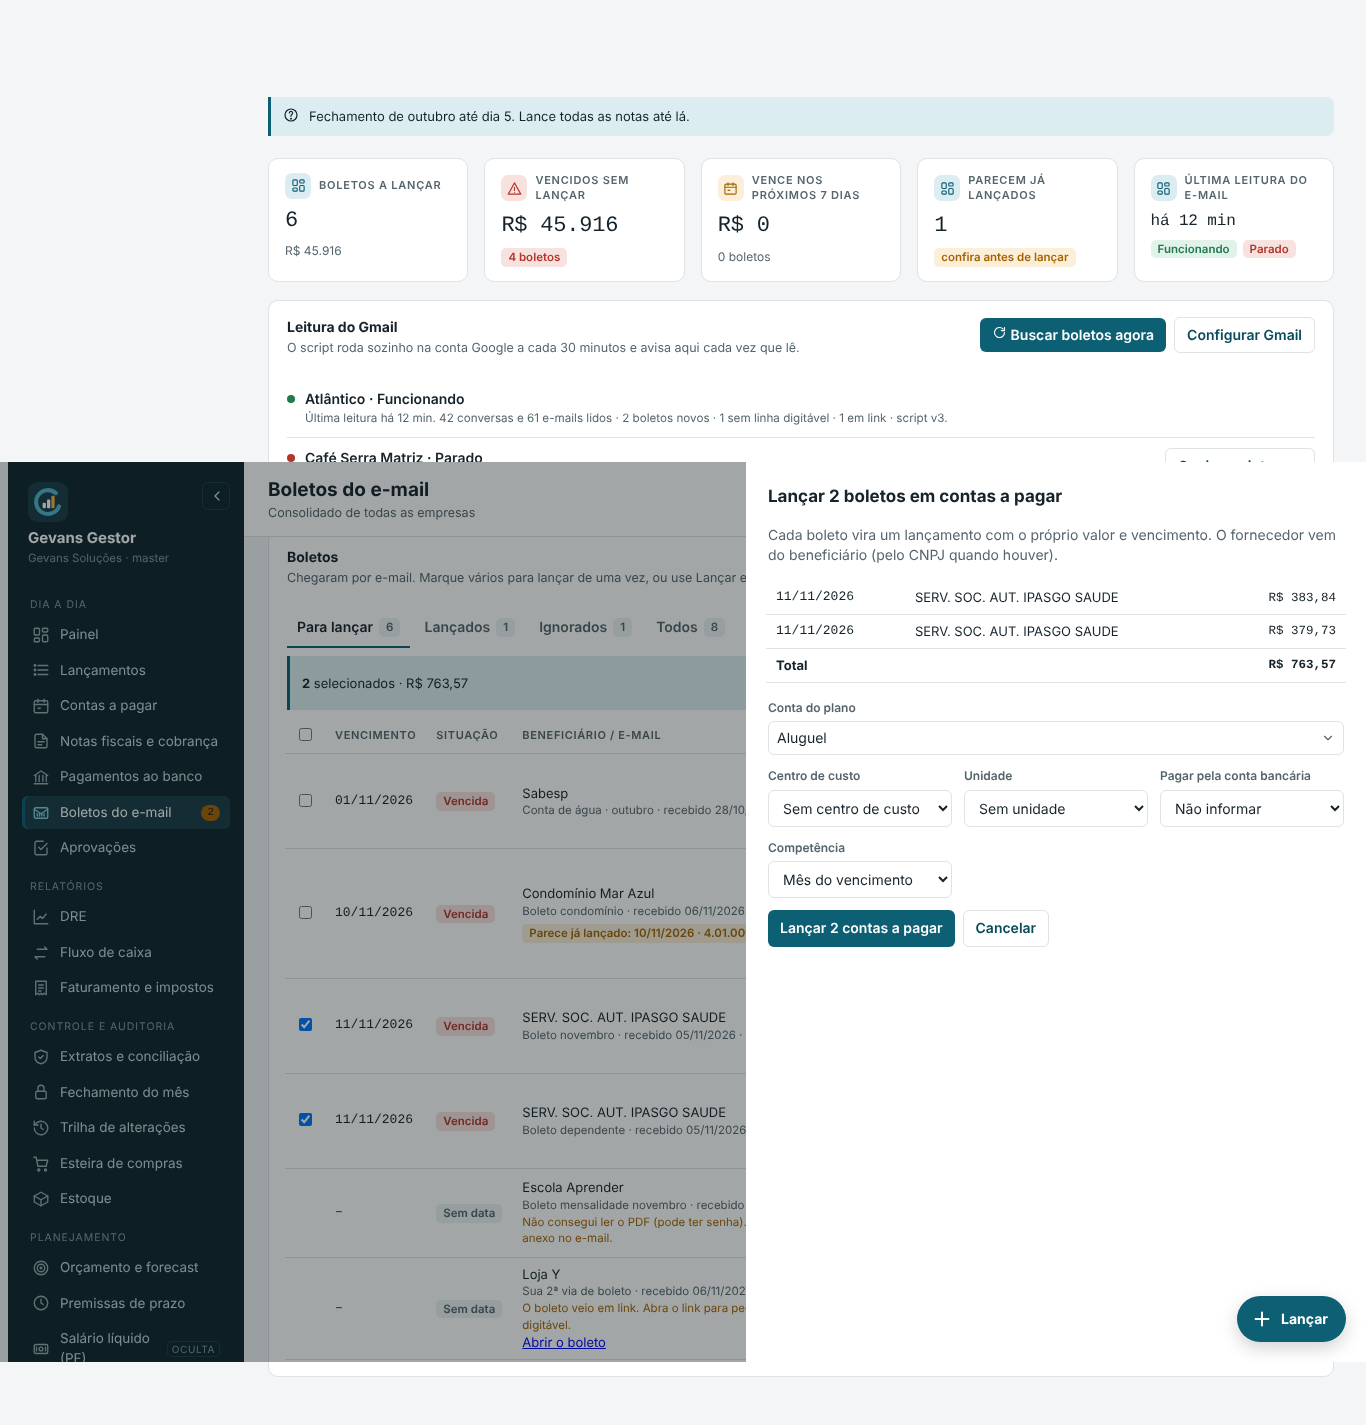 Fechamento de outubro até dia 5. Lance todas as notas até lá.
BOLETOS A LANÇAR
6
R$ 45.916
VENCIDOS SEM
LANÇAR
R$ 45.916
4 boletos
VENCE NOS
PRÓXIMOS 7 DIAS
R$ 0
0 boletos
PARECEM JÁ
LANÇADOS
1
confira antes de lançar
ÚLTIMA LEITURA DO
E-MAIL
há 12 min
Funcionando Parado
Leitura do Gmail
O script roda sozinho na conta Google a cada 30 minutos e avisa aqui cada vez que lê.
Buscar boletos agora
Configurar Gmail
Atlântico · Funcionando
Última leitura há 12 min. 42 conversas e 61 e-mails lidos · 2 boletos novos · 1 sem linha digitável · 1 em link · script v3.
Café Serra Matriz · Parado
Gevans Gestor
Gevans Soluções · master
DIA A DIA
Painel
Lançamentos
Contas a pagar
Notas fiscais e cobrança
Pagamentos ao banco
Boletos do e-mail 2
Aprovações
RELATÓRIOS
DRE
Fluxo de caixa
Faturamento e impostos
CONTROLE E AUDITORIA
Extratos e conciliação
Fechamento do mês
Trilha de alterações
Esteira de compras
Estoque
PLANEJAMENTO
Orçamento e forecast
Premissas de prazo
Salário líquido
(PF)
OCULTA
Boletos do e-mail
Consolidado de todas as empresas
Boletos
Chegaram por e-mail. Marque vários para lançar de uma vez, ou use Lançar e
Para lançar 6 Lançados 1 Ignorados 1 Todos 8
2 selecionados · R$ 763,57
VENCIMENTO SITUAÇÃO BENEFICIÁRIO / E-MAIL
01/11/2026 Vencida Sabesp
Conta de água · outubro · recebido 28/10
10/11/2026 Vencida Condomínio Mar Azul
Boleto condomínio · recebido 06/11/2026
Parece já lançado: 10/11/2026 · 4.01.00
11/11/2026 Vencida SERV. SOC. AUT. IPASGO SAUDE
Boleto novembro · recebido 05/11/2026 ·
11/11/2026 Vencida SERV. SOC. AUT. IPASGO SAUDE
Boleto dependente · recebido 05/11/2026
– Sem data Escola Aprender
Boleto mensalidade novembro · recebido
Não consegui ler o PDF (pode ter senha).
anexo no e-mail.
– Sem data Loja Y
Sua 2ª via de boleto · recebido 06/11/202
O boleto veio em link. Abra o link para pe
digitável.
Abrir o boleto
Lançar 2 boletos em contas a pagar
Cada boleto vira um lançamento com o próprio valor e vencimento. O fornecedor vem
do beneficiário (pelo CNPJ quando houver).
11/11/2026 SERV. SOC. AUT. IPASGO SAUDE R$ 383,84
11/11/2026 SERV. SOC. AUT. IPASGO SAUDE R$ 379,73
Total R$ 763,57
Conta do plano
Aluguel
Centro de custo Unidade Pagar pela conta bancária
Sem centro de custo Sem unidade Não informar
Competência
Mês do vencimento
Lançar 2 contas a pagar Cancelar
Lançar